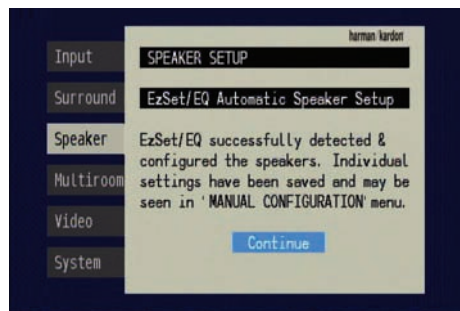 harman/kardon
Input
Surround
Speaker
Multiroom
Video
System
SPEAKER SETUP
EzSet/EQ Automatic Speaker Setup
EzSet/EQ successfully detected &
configured the speakers. Individual
settings have been saved and may be
seen in 'MANUAL CONFIGURATION' menu.
Continue